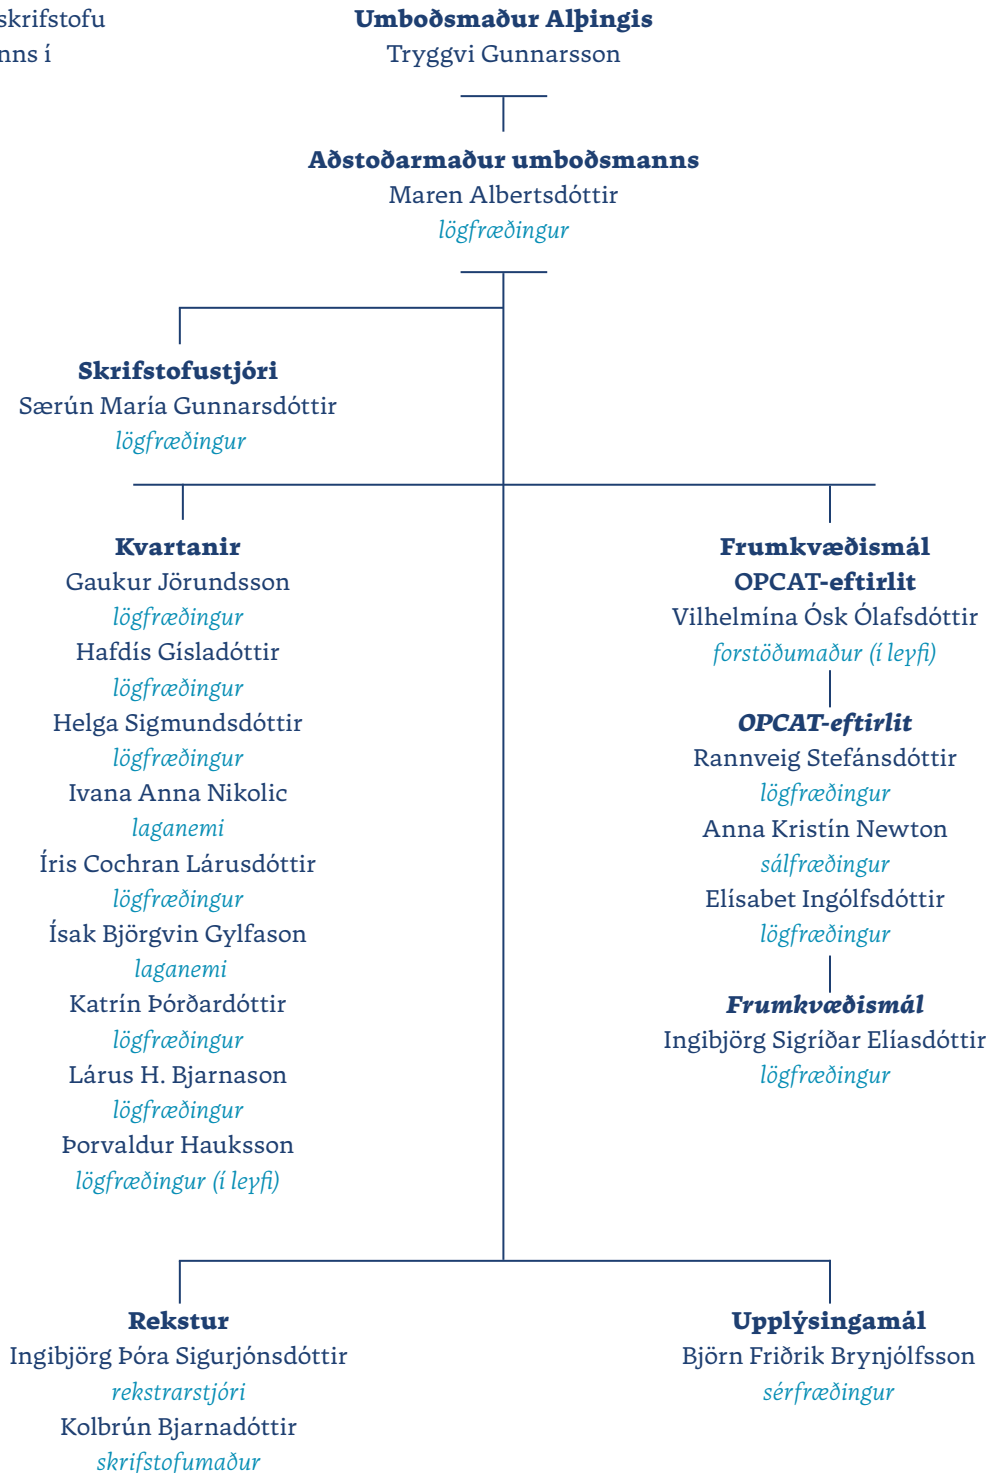 skrifstofu
nns í
Umboðsmaður Alþingis
Tryggvi Gunnarsson
Aðstoðarmaður umboðsmanns
Maren Albertsdóttir
lögfræðingur
Skrifstofustjóri
Særún María Gunnarsdóttir
lögfræðingur
Kvartanir
Gaukur Jörundsson
lögfræðingur
Hafdís Gísladóttir
lögfræðingur
Helga Sigmundsdóttir
lögfræðingur
Ivana Anna Nikolic
laganemi
Íris Cochran Lárusdóttir
lögfræðingur
Ísak Björgvin Gylfason
laganemi
Katrín Þórðardóttir
lögfræðingur
Lárus H. Bjarnason
lögfræðingur
Þorvaldur Hauksson
lögfræðingur (í leyfi)
Frumkvæðismál
OPCAT-eftirlit
Vilhelmína Ósk Ólafsdóttir
forstöðumaður (í leyfi)
OPCAT-eftirlit
Rannveig Stefánsdóttir
lögfræðingur
Anna Kristín Newton
sálfræðingur
Elísabet Ingólfsdóttir
lögfræðingur
Frumkvæðismál
Ingibjörg Sigríðar Elíasdóttir
lögfræðingur
Rekstur
Ingibjörg Þóra Sigurjónsdóttir
rekstrarstjóri
Kolbrún Bjarnadóttir
skrifstofumaður
Upplýsingamál
Björn Friðrik Brynjólfsson
sérfræðingur